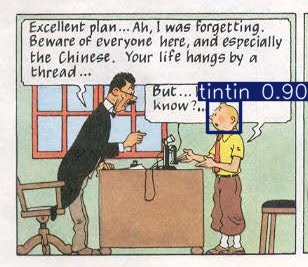 Excellent plan... Ah, I was forgetting.
Beware of everyone here, and especially
the Chinese. Your life hangs by a
thread...
But...
know?..
tintin 0.90